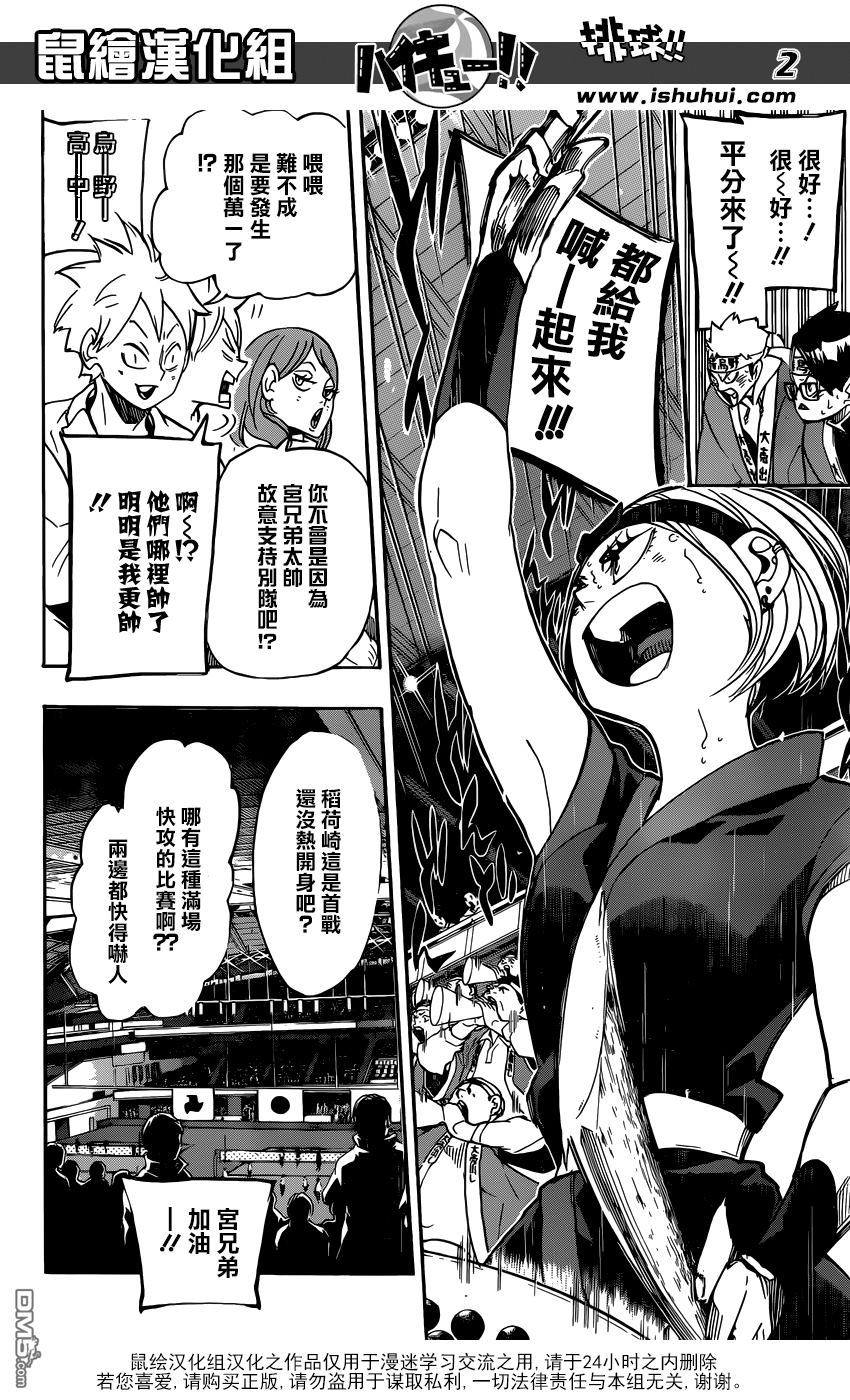 鼠繪漢化組
ハイキュー!!
排球!!
2
www.ishuhui.com
很好…!
很～好…!!
平分來了～!!
都給我
喊—起來!!!
喂喂
難不成
是要發生
那個萬一了
!?
烏野——
高中——!
你不會是因為
宮兄弟太帥
故意支持別隊吧!?
啊～!?
他們哪裡帥了
明明是我更帥
!!
稻荷崎這是首戰
還沒熱開身吧?
哪有這種滿場
快攻的比賽啊??
兩邊都快得嚇人
宮兄弟
加油
—!!
DM5
.com
鼠绘汉化组汉化之作品仅用于漫迷学习交流之用, 请于24小时之内删除
若您喜爱, 请购买正版, 请勿盗用于谋取私利, 一切法律责任与本组无关, 谢谢。